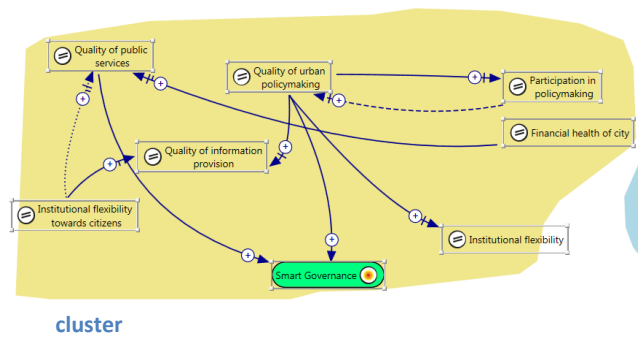 Quality of public
services
Quality of urban
policymaking
Participation in
policymaking
Financial health of city
Quality of information
provision
Institutional flexibility
towards citizens
Institutional flexibility
Smart Governance
cluster